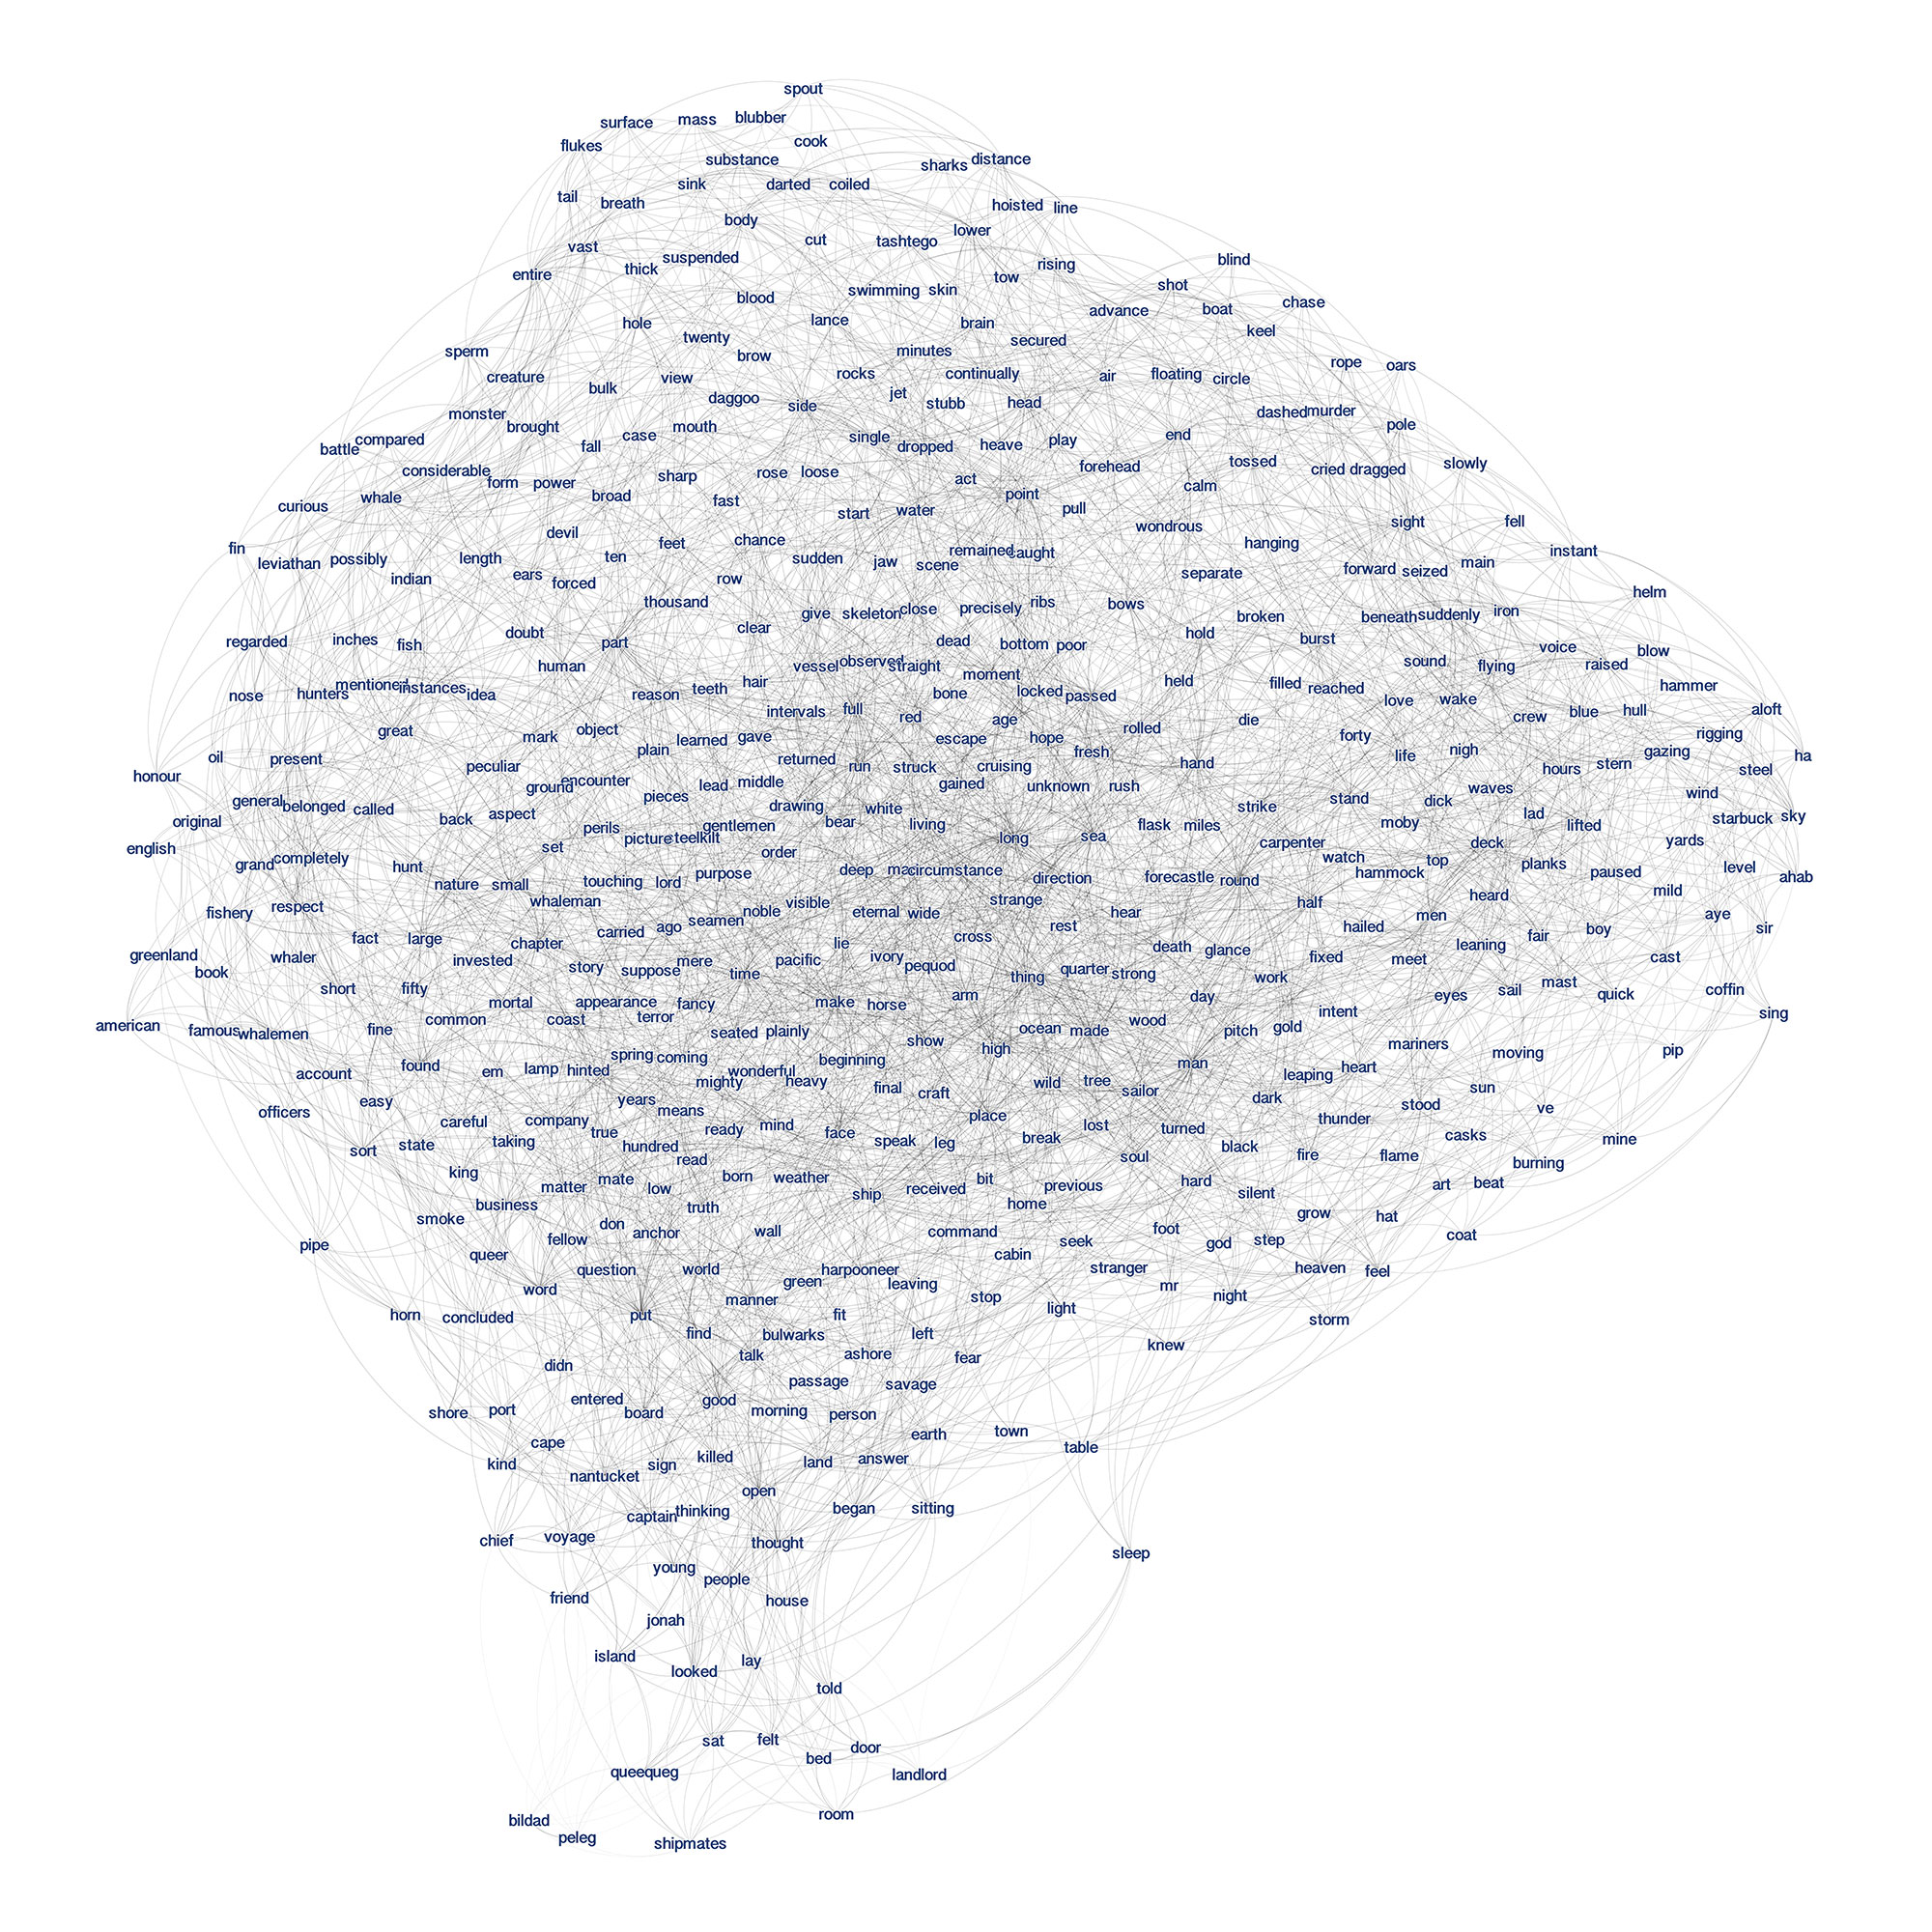 spout
surface mass blubber
flukes cook
substance sharks distance
tail sink darted coiled
breath hoisted line
body lower
vast cut tashtego
entire thick suspended rising blind
blood swimming skin tow shot
hole lance brain advance boat chase
twenty secured keel
sperm brow minutes
creature bulk view rocks continually air floating circle rope oars
monster daggoo side jet stubb head dashed murder
brought case mouth single dropped heave play end pole
battle compared fall
considerable form power sharp rose loose act forehead tossed cried dragged slowly
curious whale broad fast start water point pull calm
devil chance wondrous sight fell
fin leviathan possibly length ten feet sudden jaw scene remained caught hanging instant
indian ears forced row separate forward seized main
thousand give skeleton close precisely ribs bows helm
regarded inches fish doubt part clear dead bottom poor hold broken burst beneath suddenly iron
human vessel observed straight moment sound flying voice raised blow
nose hunters mentioned instances idea reason teeth hair bone locked passed held filled reached love wake hammer
great mark object intervals full red age rolled die crew blue hull aloft
oil present peculiar plain learned gave escape hope fresh forty life nigh rigging
honour ground encounter lead middle returned run struck cruising hand hours stern gazing steel ha
general belonged called pieces drawing white gained unknown rush strike stand dick waves wind
original back aspect perils picture steelkilt gentlemen bear living flask miles moby lad lifted starbuck sky
english set order long sea carpenter deck yards
grand completely hunt touching lord purpose deep circumstance direction forecastle round watch hammock top planks paused level ahab
nature small whaleman visible strange half heard mild
fishery respect carried ago seamen noble eternal wide hear men aye
greenland fact large chapter lie cross rest death glance hailed leaning fair boy sir
book whaler invested story suppose mere time pacific ivory pequod thing quarter strong work fixed meet cast
short fifty mortal appearance fancy make horse arm day eyes sail mast quick coffin
american famous whalemen fine common coast terror seated plainly show ocean made wood pitch gold intent sing
found spring coming beginning high man mariners moving pip
account em lamp hinted mighty wonderful heavy final craft wild tree sailor leaping heart sun
officers easy careful company years means place dark thunder stood ve
sort state taking true hundred ready mind face speak leg break lost turned black casks mine
king read soul fire flame burning
business matter mate low born weather ship received bit previous hard silent art beat
smoke don truth home grow hat
pipe queer fellow anchor wall command seek foot god step coat
question world green harpooneer cabin stranger heaven feel
word manner leaving stop mr night
horn concluded put fit light storm
find bulwarks left knew
didn talk ashore fear
entered passage savage
shore port board good morning person
cape earth town table
kind nantucket sign killed land answer
open
captain thinking began sitting
chief voyage thought sleep
young people
friend house
jonah
island looked lay
told
sat felt
queequeg bed door
landlord
bildad room
peleg shipmates